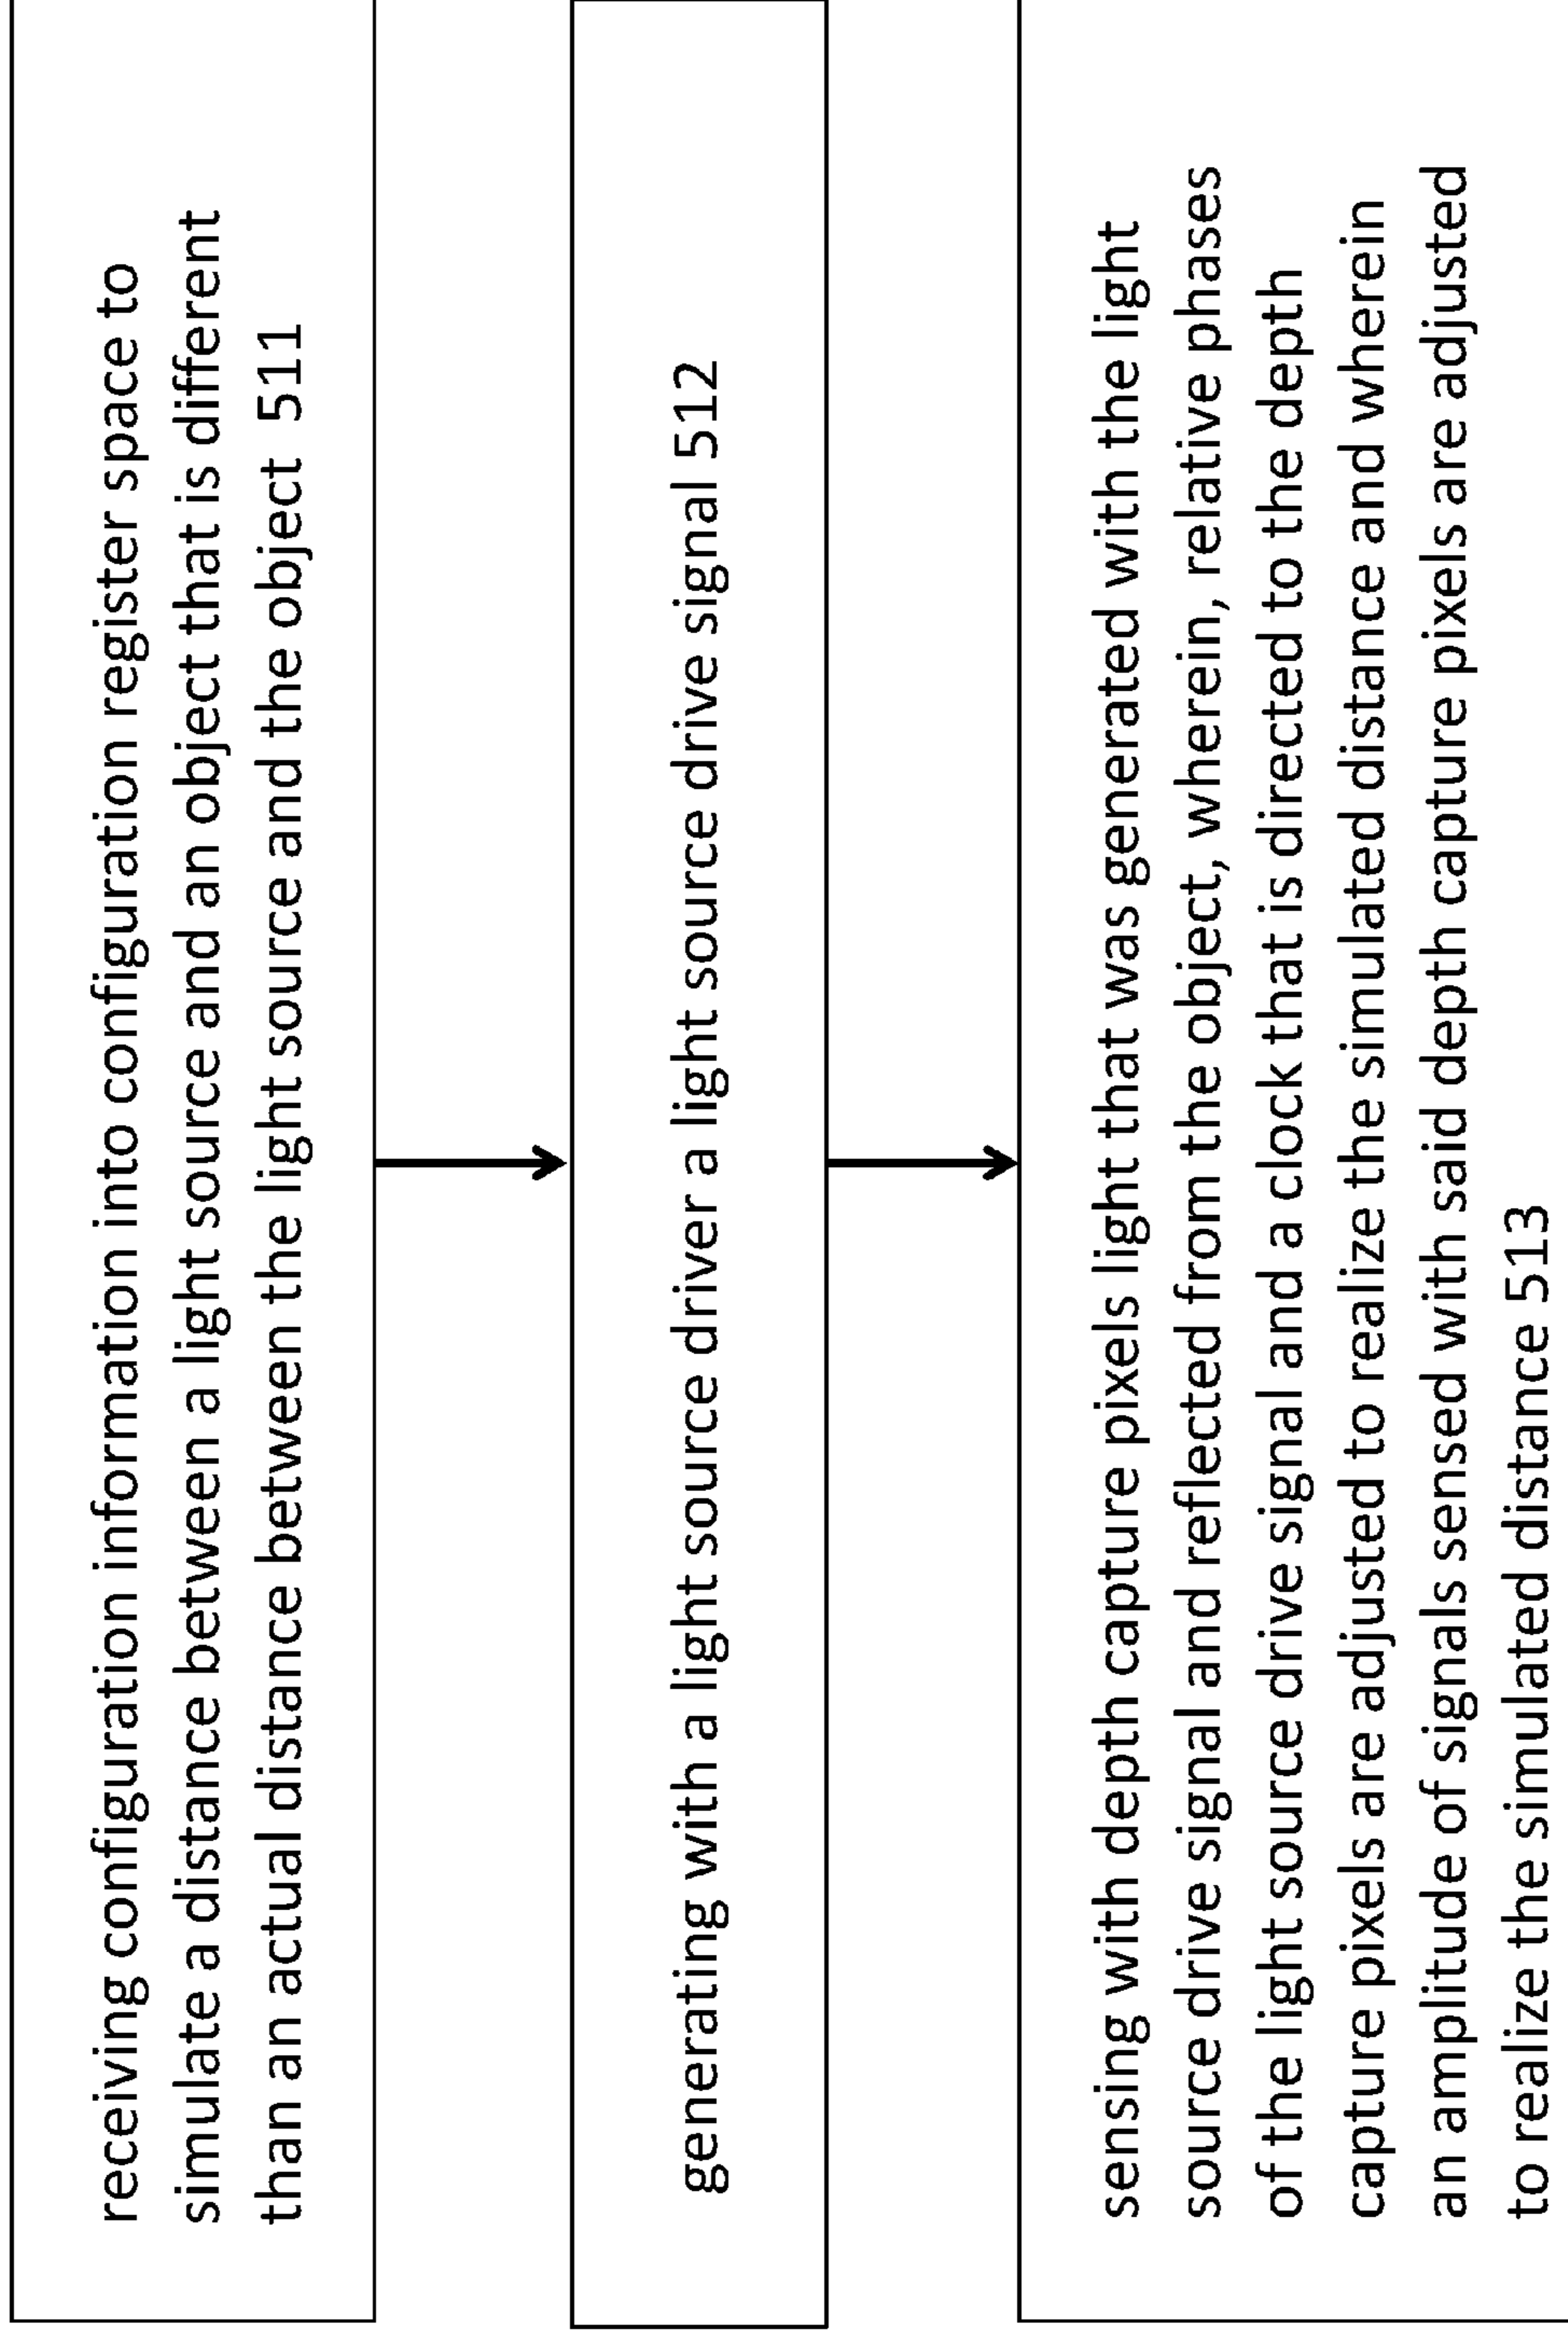 receiving configuration information into configuration register space to
simulate a distance between a light source and an object that is different
than an actual distance between the light source and the object 511
generating with a light source driver a light source drive signal 512
sensing with depth capture pixels light that was generated with the light
source drive signal and reflected from the object, wherein, relative phases
of the light source drive signal and a clock that is directed to the depth
capture pixels are adjusted to realize the simulated distance and wherein
an amplitude of signals sensed with said depth capture pixels are adjusted
to realize the simulated distance 513